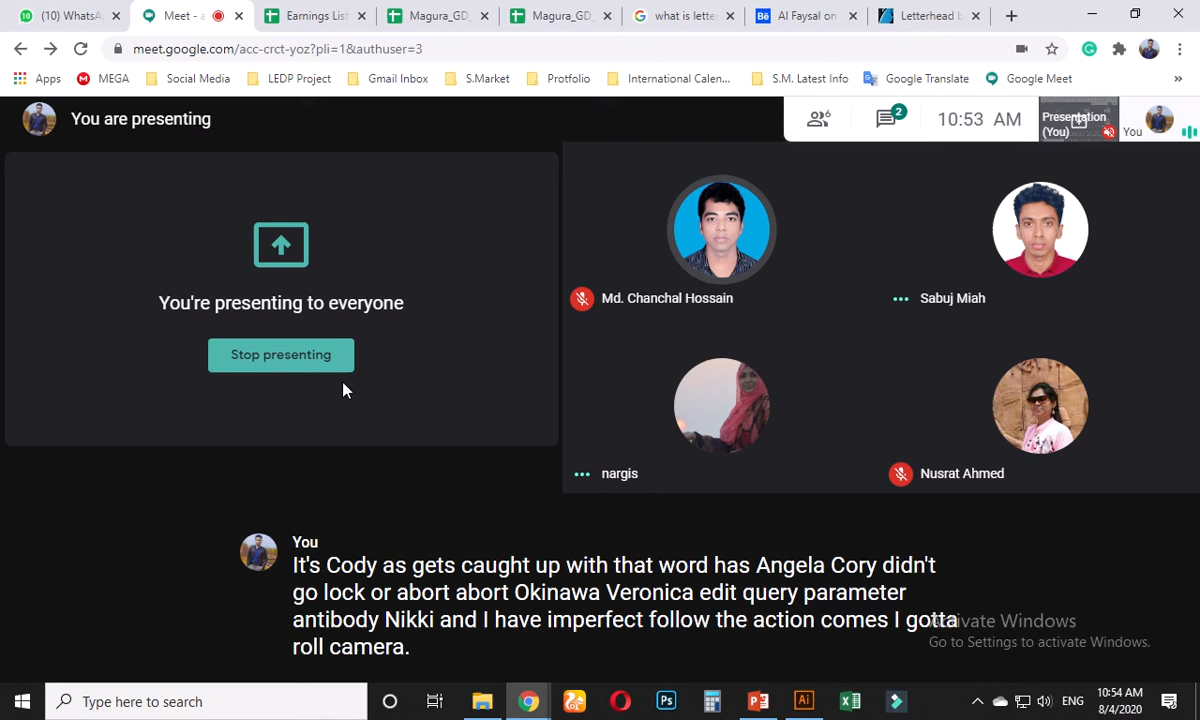 (10) WhatsA
Meet - a
Earnings List
Magura_GD_
Magura_GD_
what is lette
Al Faysal on
Letterhead b
meet.google.com/acc-crct-yoz?pli=1&authuser=3
Apps
MEGA
Social Media
LEDP Project
Gmail Inbox
S.Market
Protfolio
International Calen...
S.M. Latest Info
Google Translate
Google Meet
»
You are presenting
6
2
10:53 AM
Presentation
(You)
You
You're presenting to everyone
Stop presenting
Md. Chanchal Hossain
Sabuj Miah
nargis
Nusrat Ahmed
You
It's Cody as gets caught up with that word has Angela Cory didn't
go lock or abort abort Okinawa Veronica edit query parameter
antibody Nikki and I have imperfect follow the action comes I gotta
roll camera.
Activate Windows
Go to Settings to activate Windows.
Type here to search
Ps
Ai
ENG
10:54 AM
8/4/2020